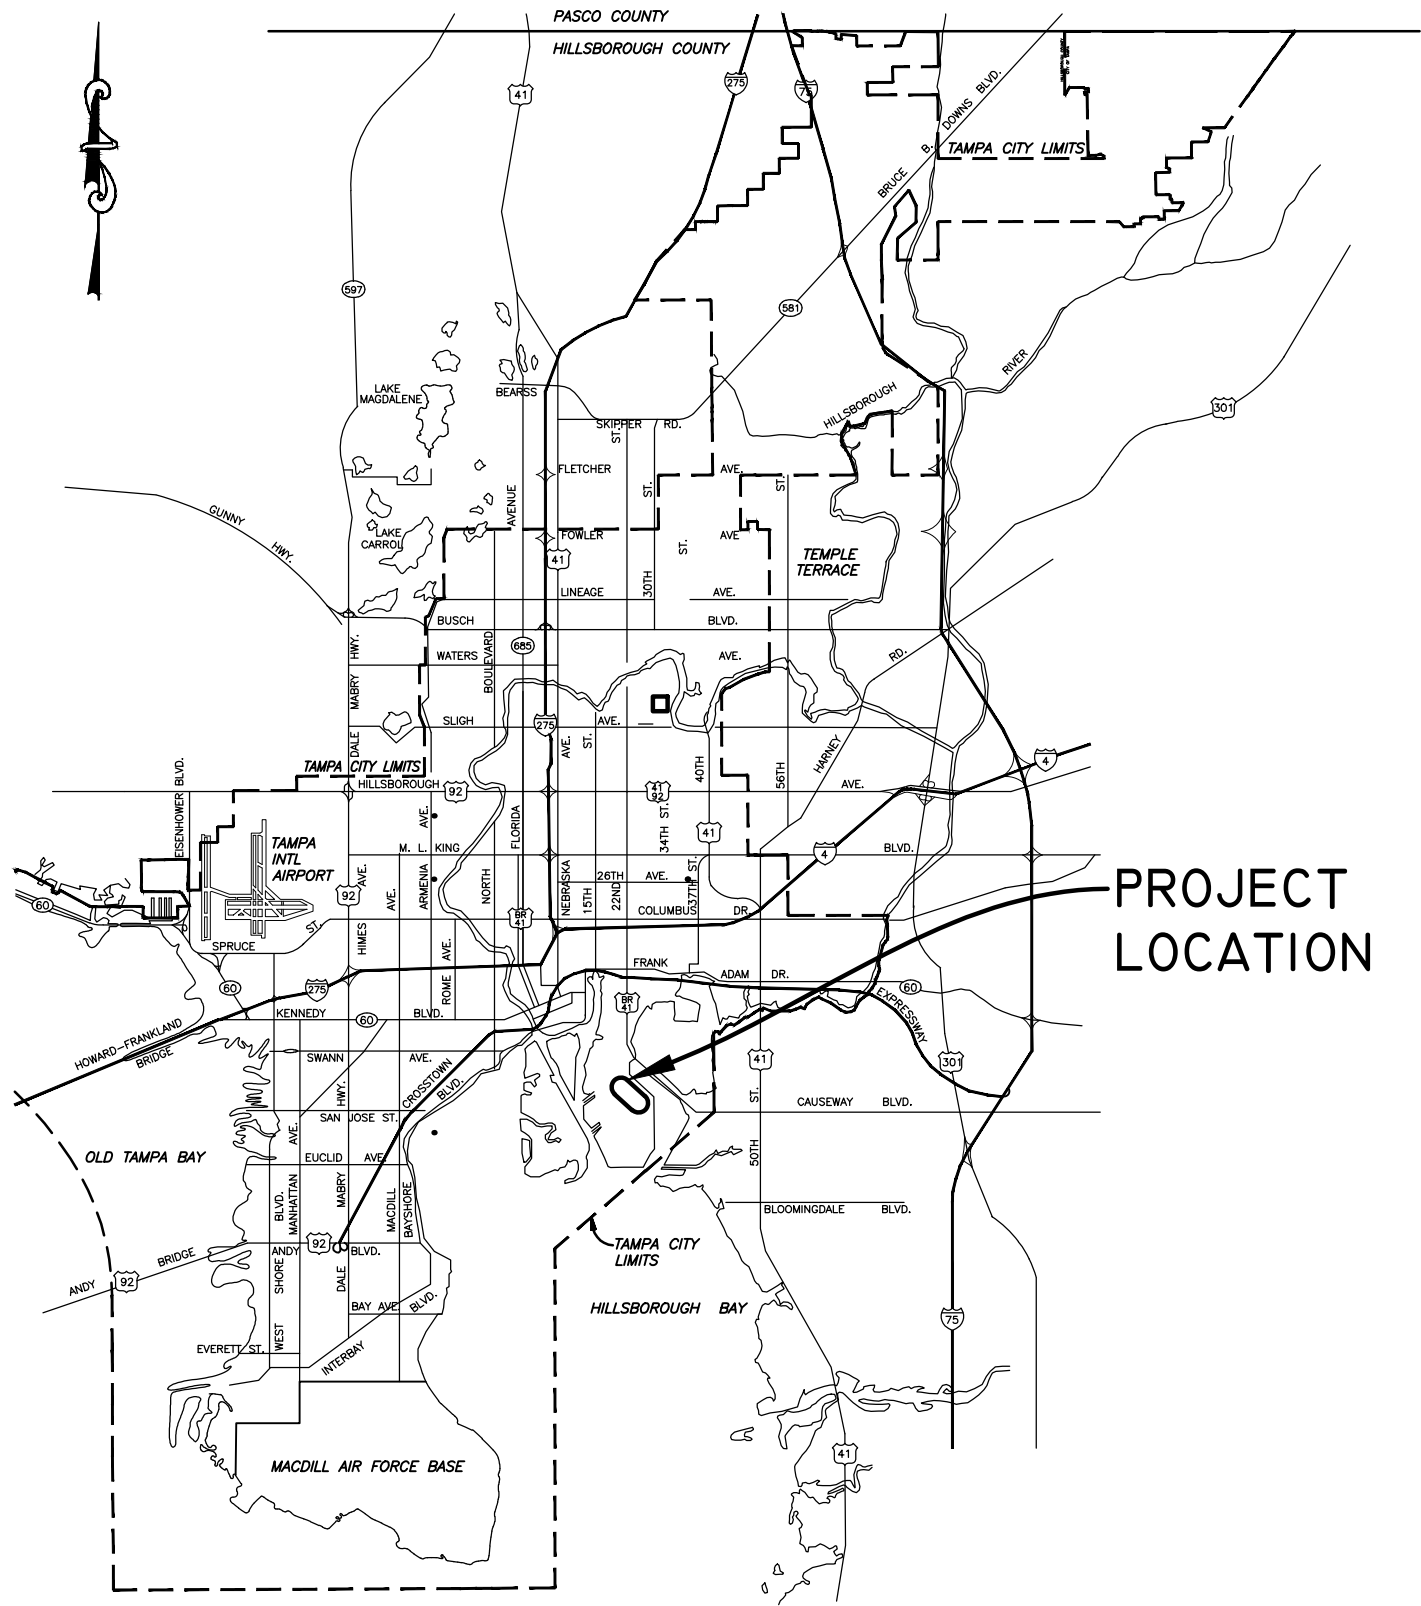 PASCO COUNTY
HILLSBOROUGH COUNTY
41
275
75
BRUCE B. DOWNS BLVD.
TAMPA CITY LIMITS
597
581
LAKE
MAGDALENE
BEARSS
HILLSBOROUGH
RIVER
301
SKIPPER RD.
ST.
FLETCHER AVE.
ST.
ST.
AVENUE
GUNNY HWY.
LAKE
CARROL
FOWLER AVE
41
ST.
TEMPLE
TERRACE
30TH
LINEAGE AVE.
BUSCH BLVD.
BOULEVARD
685
HWY.
WATERS AVE.
RD.
MABRY
SLIGH AVE.
275
AVE.
ST.
DALE
EISENHOWER BLVD.
TAMPA CITY LIMITS
40TH
56TH
HARNEY
4
HILLSBOROUGH AVE.
92
41
92
AVE.
FLORIDA
34TH ST.
41
TAMPA
INTL
AIRPORT
M. L. KING BLVD.
4
PROJECT
LOCATION
60
92
AVE.
AVE.
ARMENIA
NORTH
NEBRASKA
15TH
22ND
26TH AVE.
37TH ST.
COLUMBUS DR.
BR
41
SPRUCE ST.
HIMES
ROME AVE.
FRANK ADAM DR.
60
275
60
BR
41
60
EXPRESSWAY
KENNEDY BLVD.
HOWARD-FRANKLAND
BRIDGE
SWANN AVE.
41
301
HWY.
CROSSTOWN
BLVD.
ST.
CAUSEWAY BLVD.
SAN JOSE ST.
AVE.
50TH
OLD TAMPA BAY
EUCLID AVE.
BLVD.
MANHATTAN
MABRY
MACDILL
BAYSHORE
BLOOMINGDALE BLVD.
92
ANDY BLVD.
TAMPA CITY
LIMITS
ANDY
92
BRIDGE
SHORE
DALE
BAY AVE.
BLVD.
HILLSBOROUGH BAY
75
WEST
EVERETT ST.
INTERBAY
41
MACDILL AIR FORCE BASE